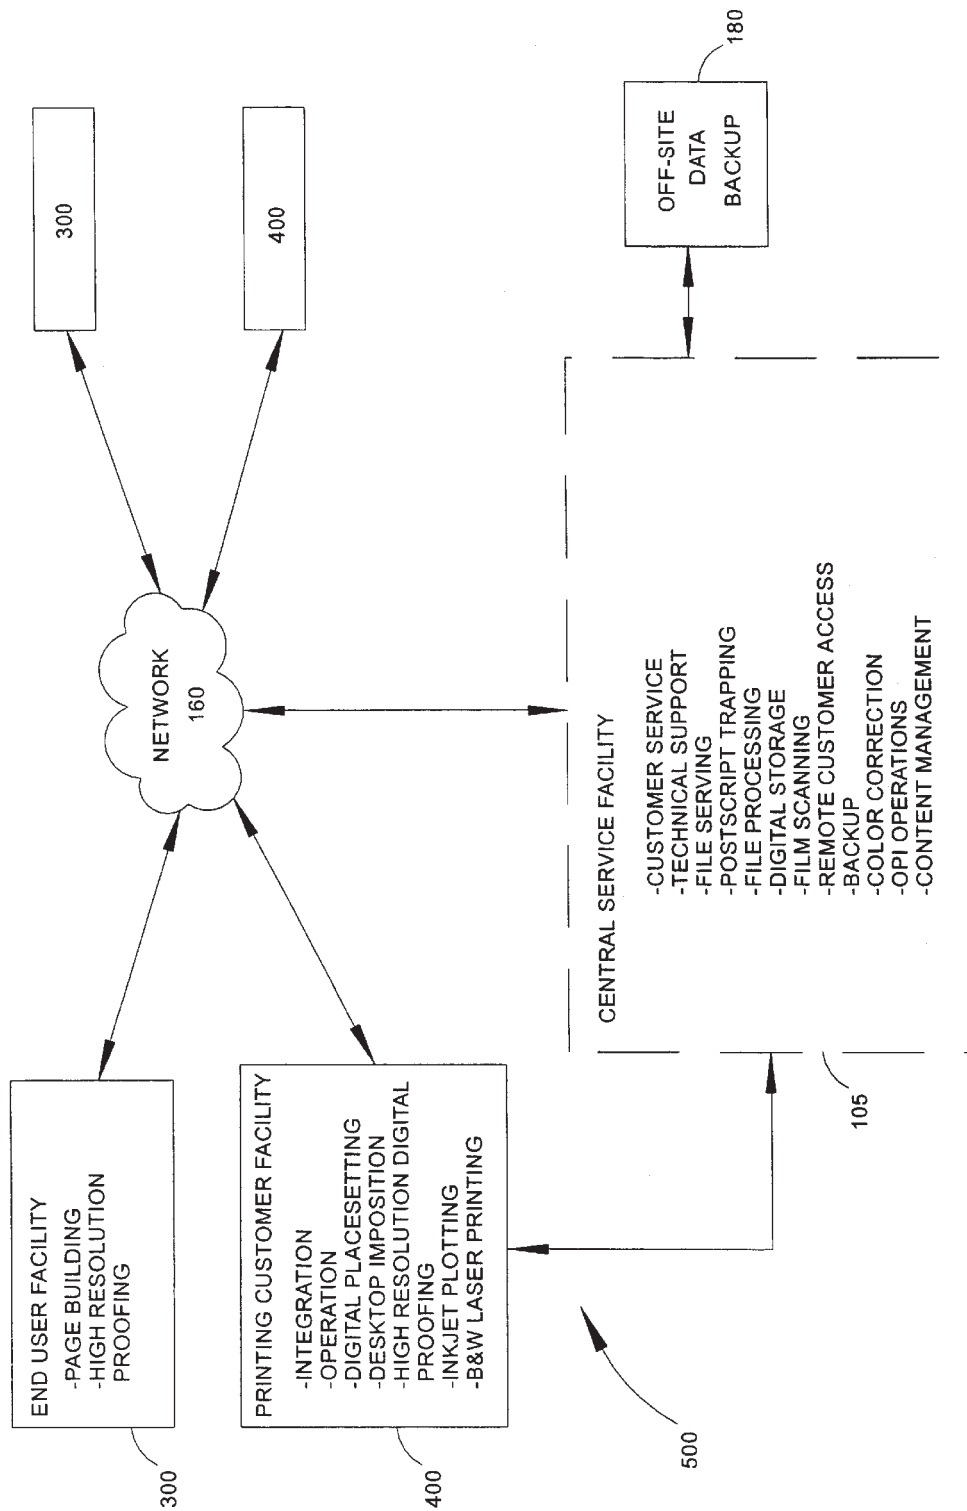 END USER FACILITY
-PAGE BUILDING
-HIGH RESOLUTION
PROOFING
300
PRINTING CUSTOMER FACILITY
-INTEGRATION
-OPERATION
-DIGITAL PLACESETTING
-DESKTOP IMPOSITION
-HIGH RESOLUTION DIGITAL
PROOFING
-INKJET PLOTTING
-B&W LASER PRINTING
400
500
NETWORK
160
300
400
CENTRAL SERVICE FACILITY
-CUSTOMER SERVICE
-TECHNICAL SUPPORT
-FILE SERVING
-POSTSCRIPT TRAPPING
-FILE PROCESSING
-DIGITAL STORAGE
-FILM SCANNING
-REMOTE CUSTOMER ACCESS
-BACKUP
-COLOR CORRECTION
-OPI OPERATIONS
-CONTENT MANAGEMENT
105
OFF-SITE
DATA
BACKUP
180